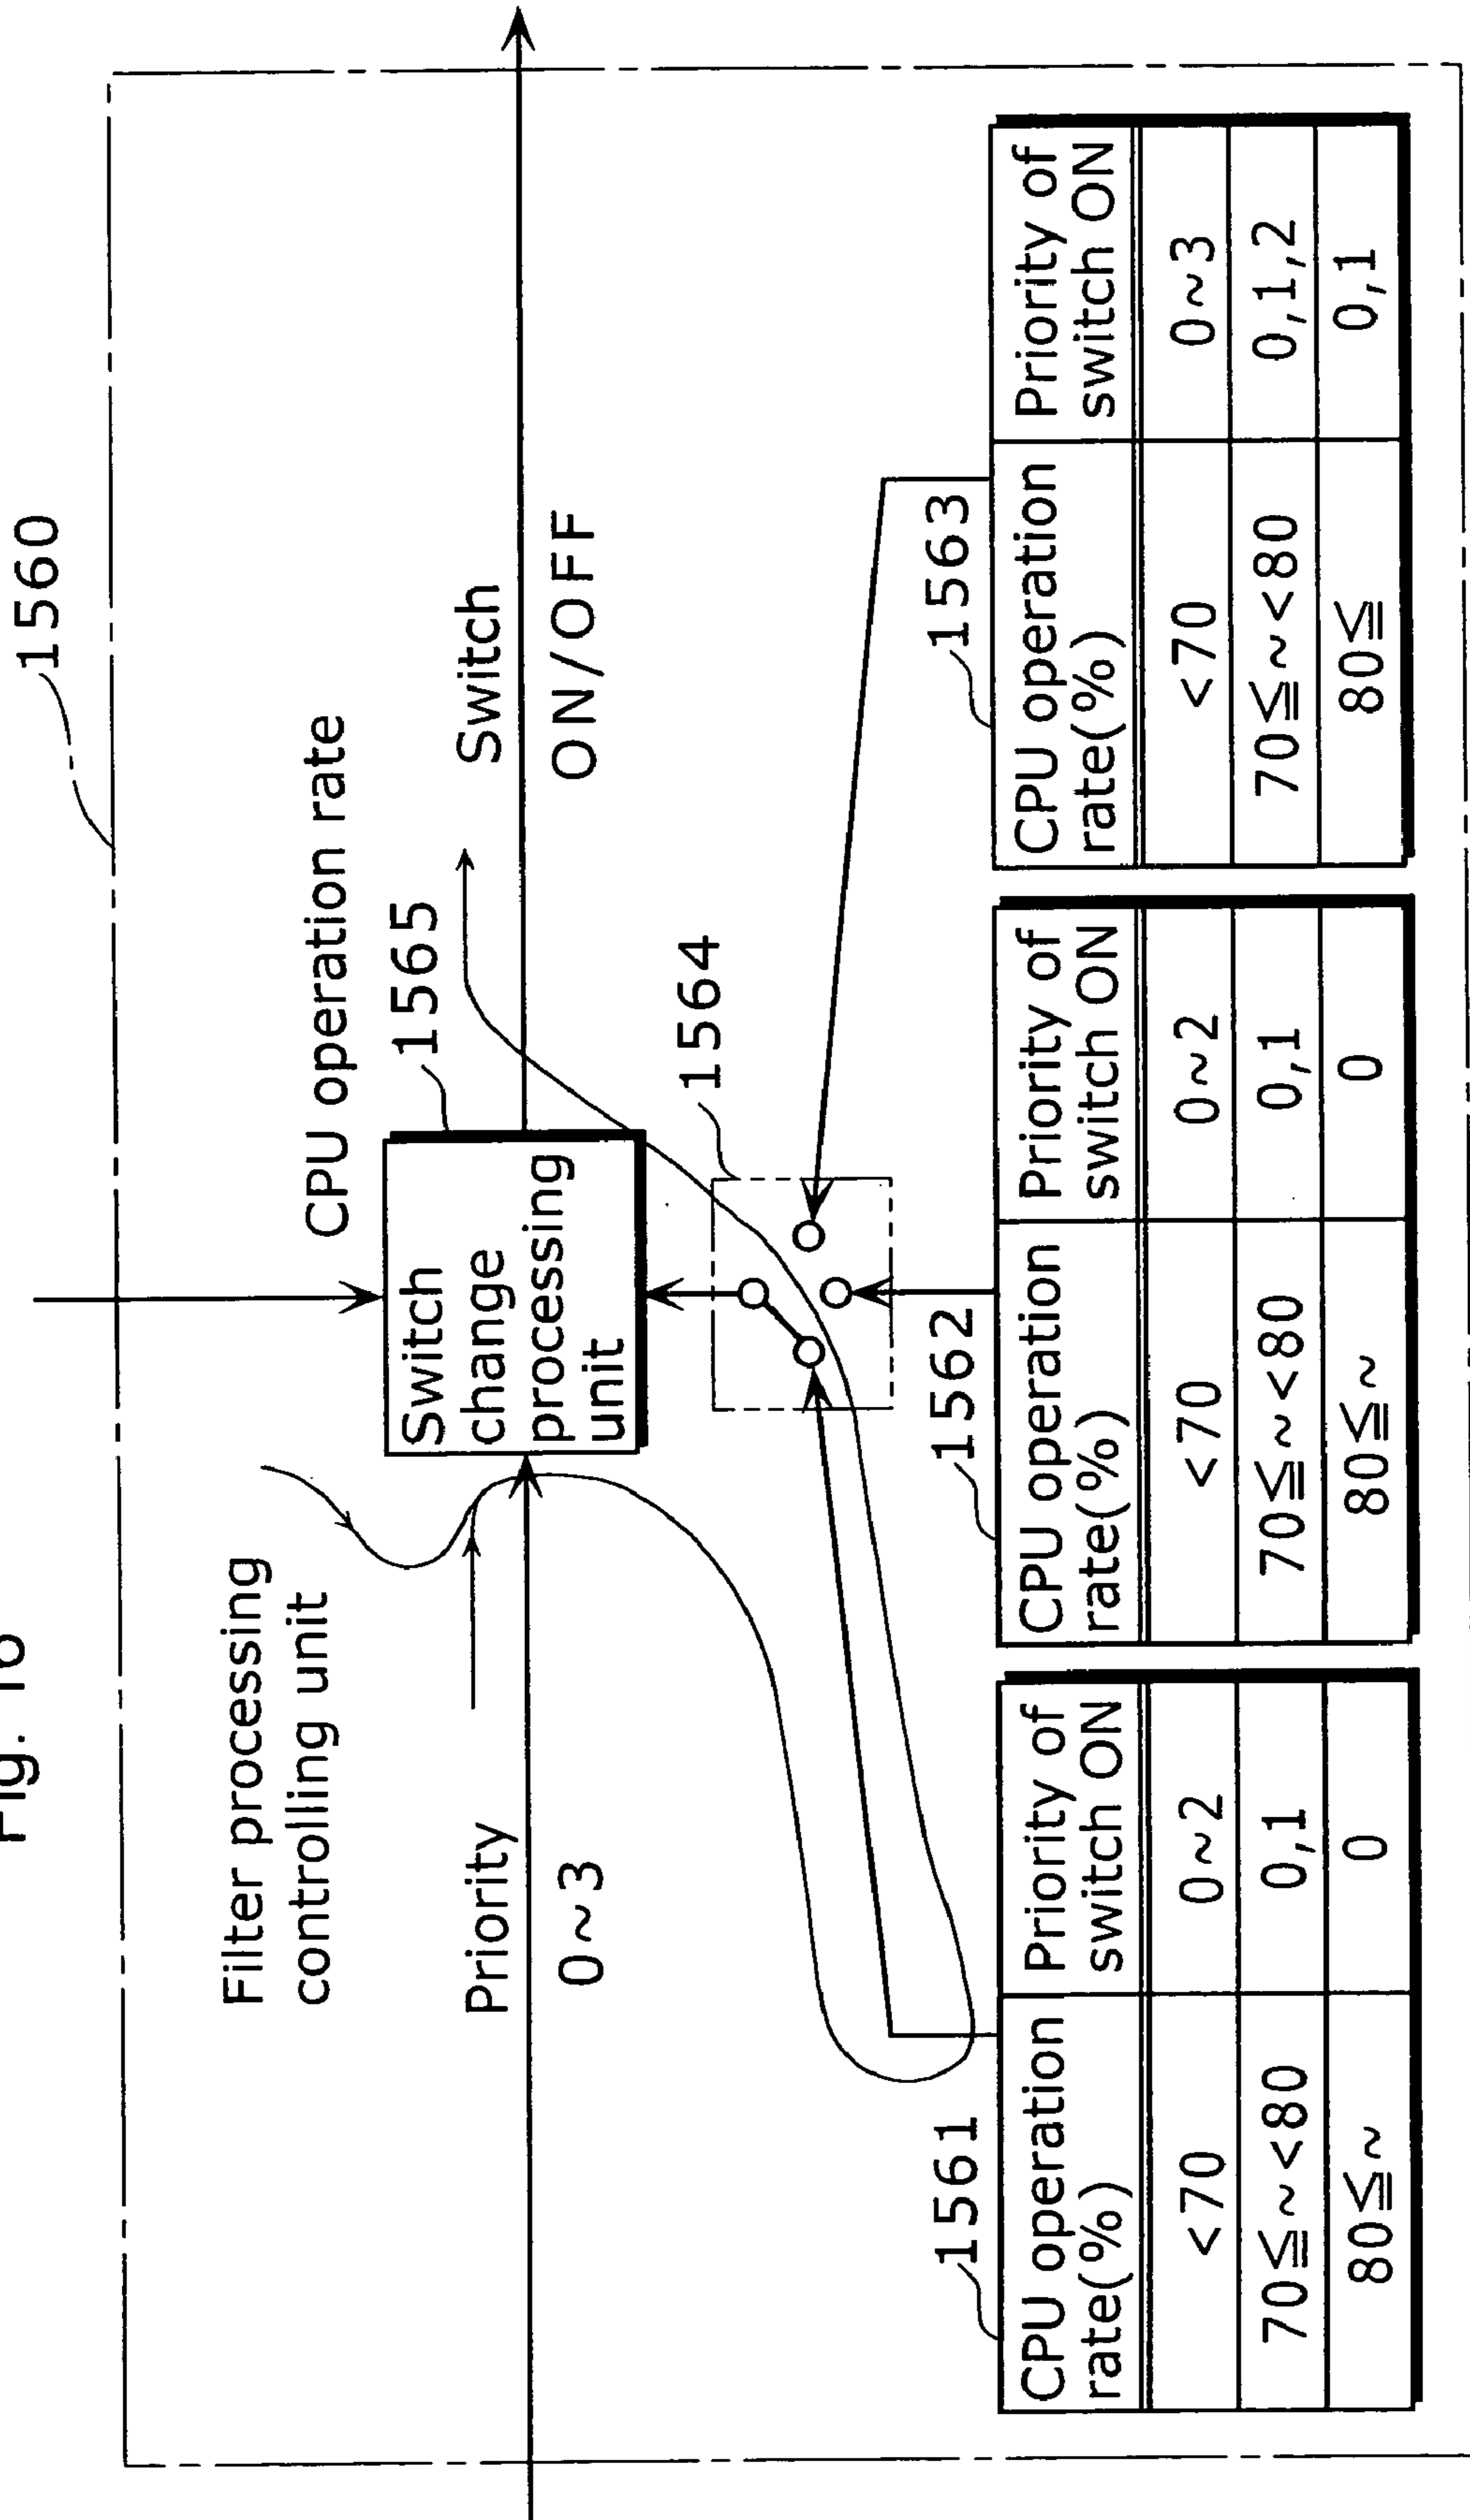 1560
CPU operation rate
Filter processing
controlling unit
1565
Switch
change
processing
unit
Priority
0~3
Switch
ON/OFF
1564
1561
CPU operation
rate(%)
Priority of
switch ON
<70
0~2
70≦~<80
0,1
80≦~
0
1562
CPU operation
rate(%)
Priority of
switch ON
<70
0~2
70≦~<80
0,1
80≦~
0
1563
CPU operation
rate(%)
Priority of
switch ON
<70
0~3
70≦~<80
0,1,2
80≦
0,1